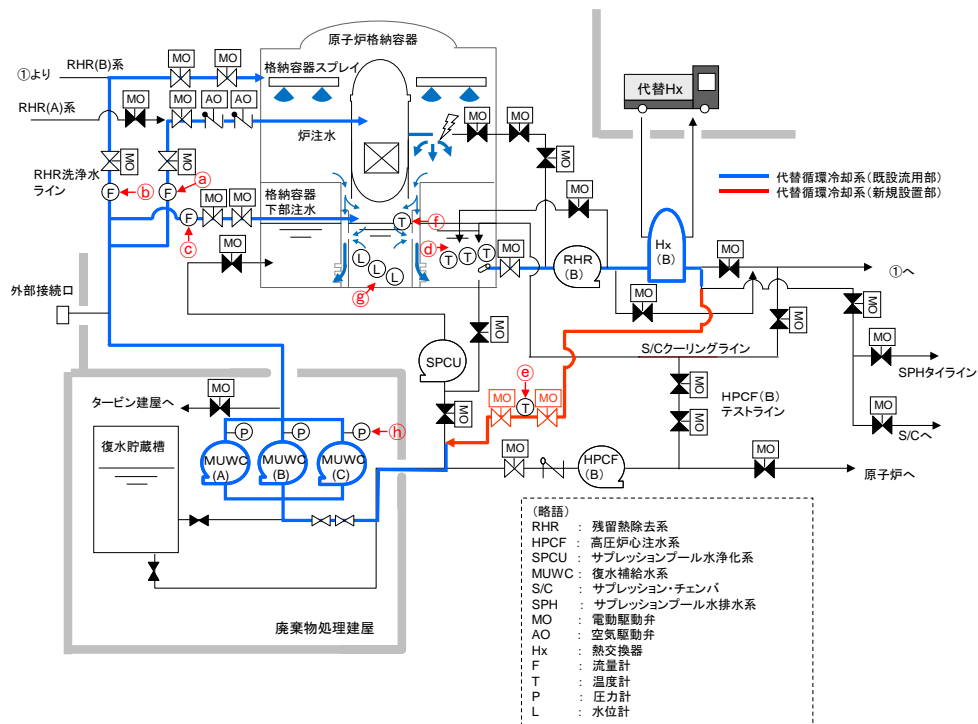 原子炉格納容器
RHR(B)系
①より
MO
MO
格納容器スプレイ
代替Hx
RHR(A)系
MO
MO
AO
AO
炉注水
MO
MO
MO
MO
MO
RHR洗浄水
ライン
F
ⓑ
F
ⓐ
代替循環冷却系(既設流用部)
代替循環冷却系(新規設置部)
格納容器
下部注水
F
MO
MO
ⓒ
T
ⓕ
MO
ⓓ
T
T
T
MO
RHR
(B)
Hx
(B)
MO
①へ
L
L
L
ⓖ
MO
外部接続口
MO
MO
MO
MO
SPCU
S/Cクーリングライン
MO
SPHタイライン
ⓔ
MO
T
MO
MO
MO
MO
HPCF(B)
テストライン
MO
S/Cへ
タービン建屋へ
MO
P
P
P
ⓗ
復水貯蔵槽
MUWC
(A)
MUWC
(B)
MUWC
(C)
MO
HPCF
(B)
MO
原子炉へ
廃棄物処理建屋
(略語)
RHR : 残留熱除去系
HPCF : 高圧炉心注水系
SPCU : サプレッションプール水浄化系
MUWC : 復水補給水系
S/C : サプレッション・チェンバ
SPH : サプレッションプール水排水系
MO : 電動駆動弁
AO : 空気駆動弁
Hx : 熱交換器
F : 流量計
T : 温度計
P : 圧力計
L : 水位計